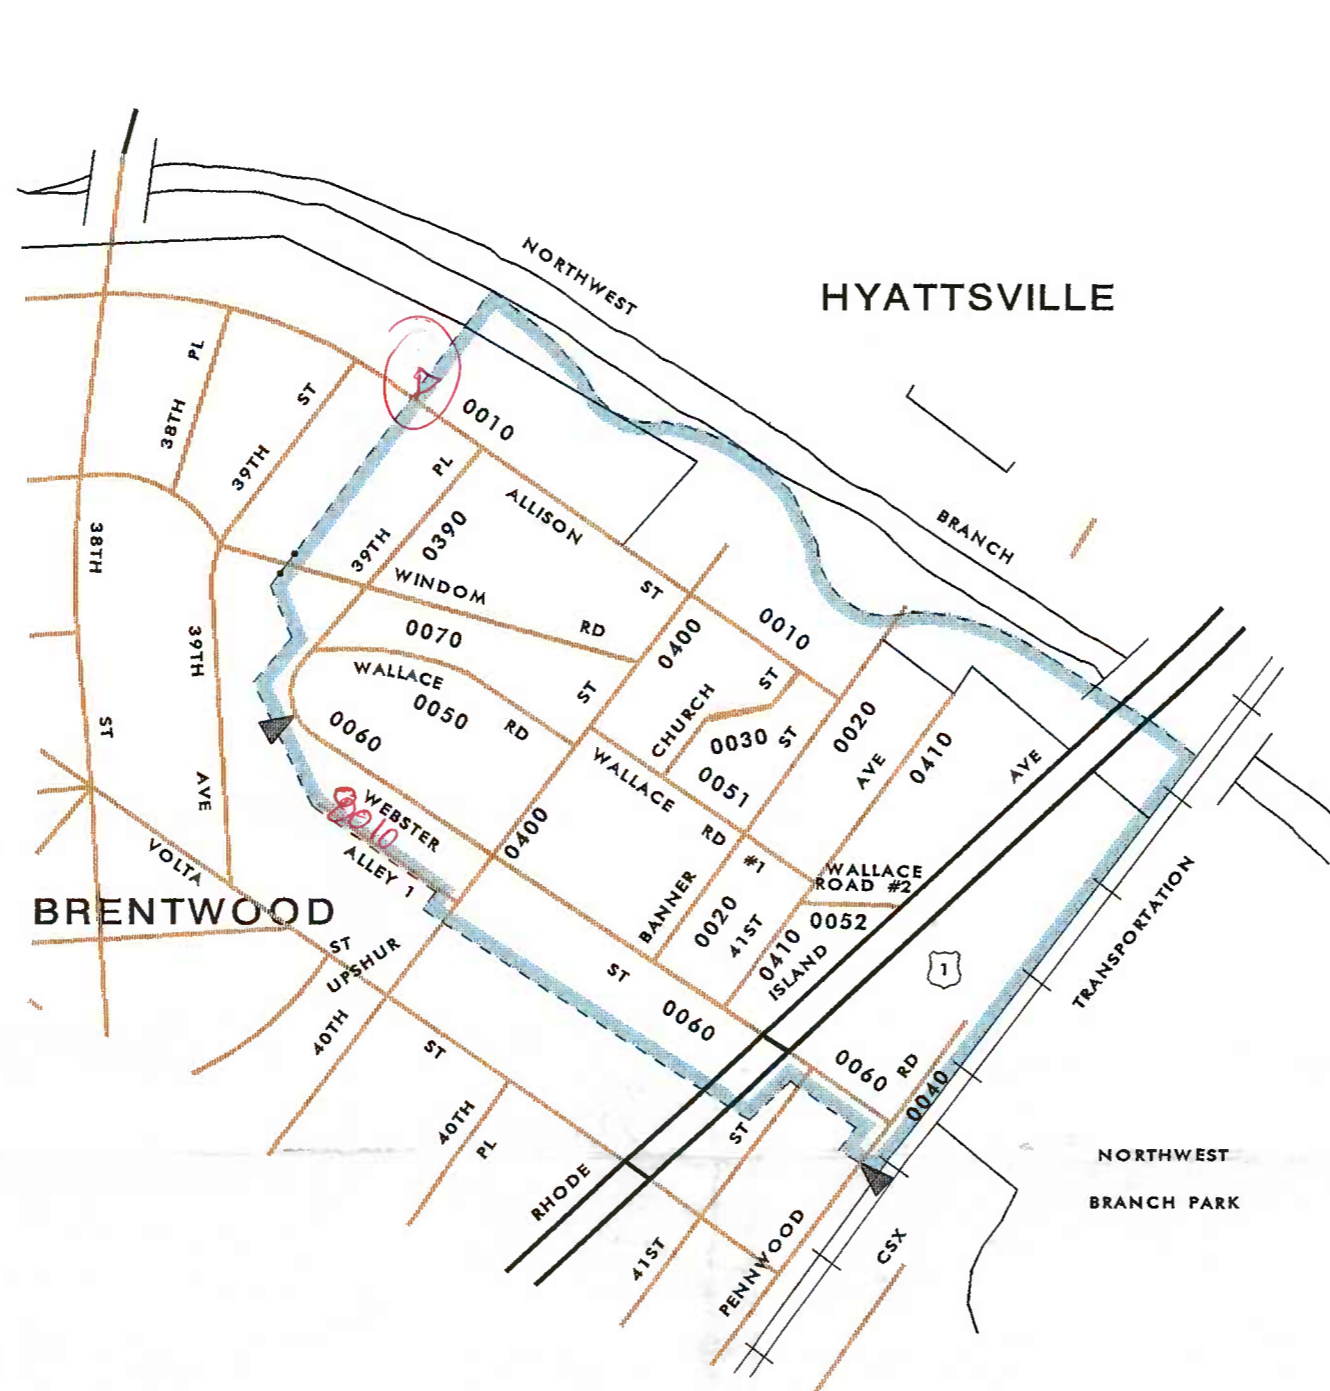 NORTHWEST
HYATTSVILLE
38TH PL
39TH ST
0010
39TH PL
0390
ALLISON ST
BRANCH
38TH ST
WINDOM RD
0070
0400
0010
39TH AVE
WALLACE RD
0050
0060
CHURCH ST
0030
ST
0051
0020
AVE
0410
AVE
WALLACE RD #1
0400
ST
8010
WEBSTER
ALLEY 1
VOLTA
BRENTWOOD
ST
UPSHUR
BANNER
0020
41ST
WALLACE
ROAD #2
0052
0410
ISLAND
1
TRANSPORTATION
ST
0060
0060
RD
0040
40TH
ST
40TH PL
ST
RHODE
41ST
PENNWOOD
CSX
NORTHWEST
BRANCH PARK